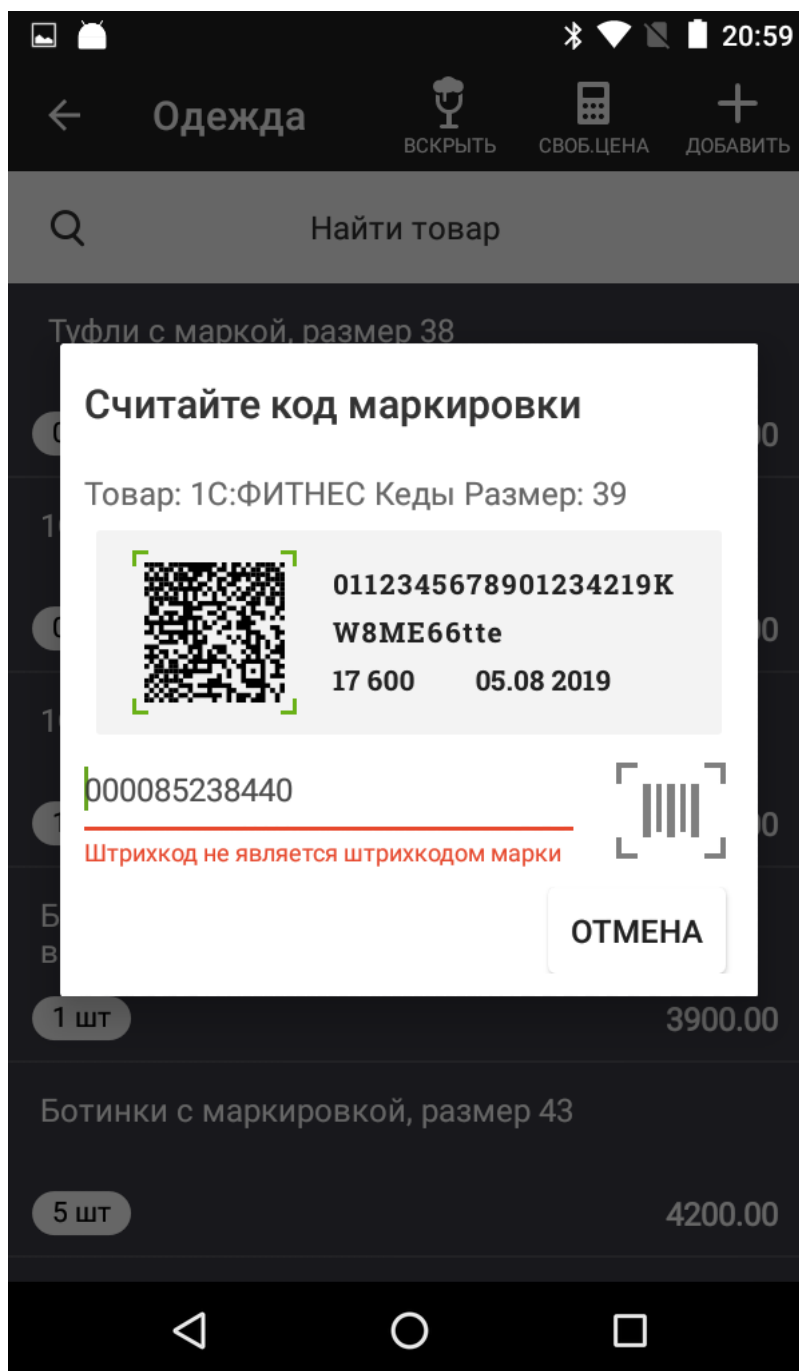 20:59
Одежда
ВСКРЫТЬ
СВОБ.ЦЕНА
ДОБАВИТЬ
Найти товар
Туфли с маркой, размер 38
Считайте код маркировки
Товар: 1С:ФИТНЕС Кеды Размер: 39
0112345678901234219K
W8ME66tte
17 600 05.08 2019
000085238440
Штрихкод не является штрихкодом марки
ОТМЕНА
1 шт
3900.00
Ботинки с маркировкой, размер 43
5 шт
4200.00